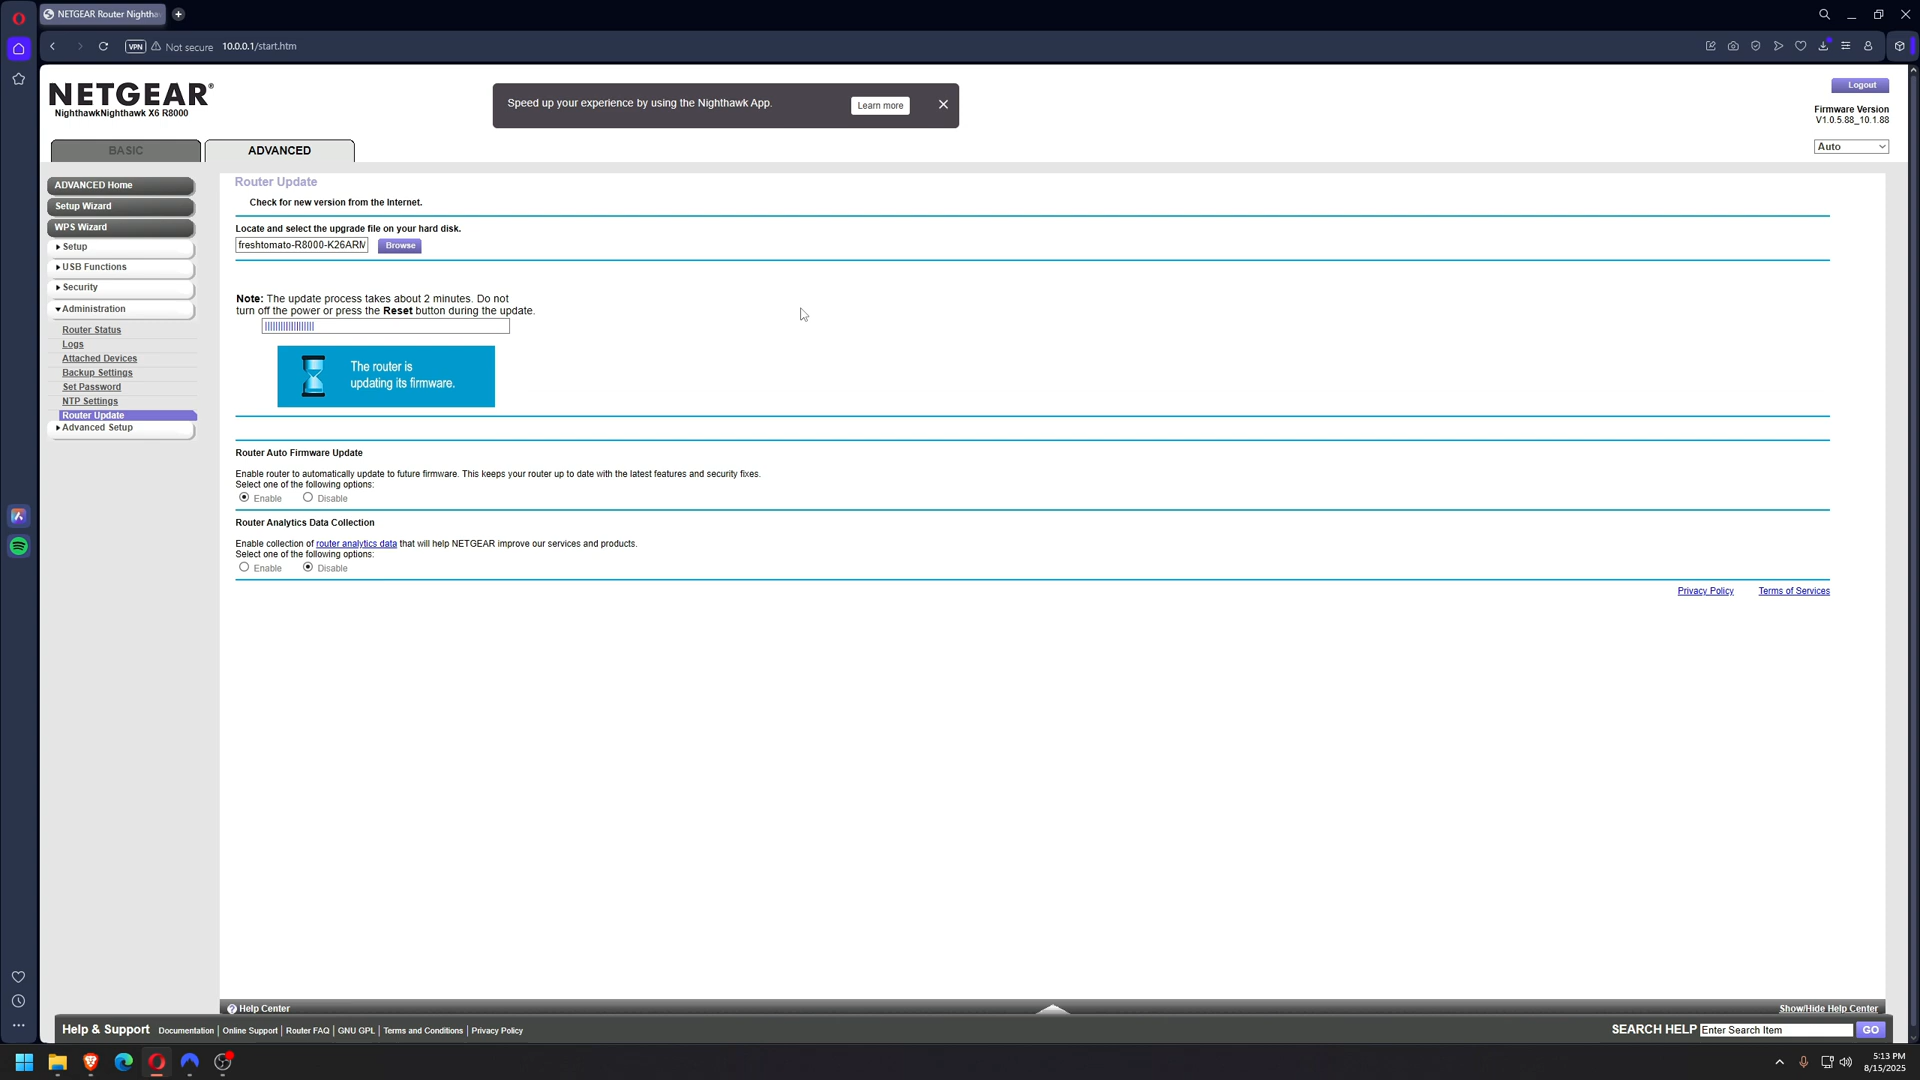 NETGEAR Router Nightha
VPN
Not secure
10.0.0.1/start.htm
NETGEAR®
NighthawkNighthawk X6 R8000
Speed up your experience by using the Nighthawk App.
Learn more
Logout
Firmware Version
V1.0.5.88_10.1.88
BASIC
ADVANCED
Auto
ADVANCED Home
Setup Wizard
WPS Wizard
Setup
USB Functions
Security
Administration
Router Status
Logs
Attached Devices
Backup Settings
Set Password
NTP Settings
Router Update
Advanced Setup
Router Update
Check for new version from the Internet.
Locate and select the upgrade file on your hard disk.
freshtomato-R8000-K26ARM
Browse
Note: The update process takes about 2 minutes. Do not
turn off the power or press the Reset button during the update.
The router is
updating its firmware.
Router Auto Firmware Update
Enable router to automatically update to future firmware. This keeps your router up to date with the latest features and security fixes.
Select one of the following options:
Enable Disable
Router Analytics Data Collection
Enable collection of router analytics data that will help NETGEAR improve our services and products.
Select one of the following options:
Enable Disable
Privacy Policy Terms of Services
Help Center
Show/Hide Help Center
Help & Support Documentation | Online Support | Router FAQ | GNU GPL | Terms and Conditions | Privacy Policy
SEARCH HELP Enter Search Item GO
5:13 PM
8/15/2025